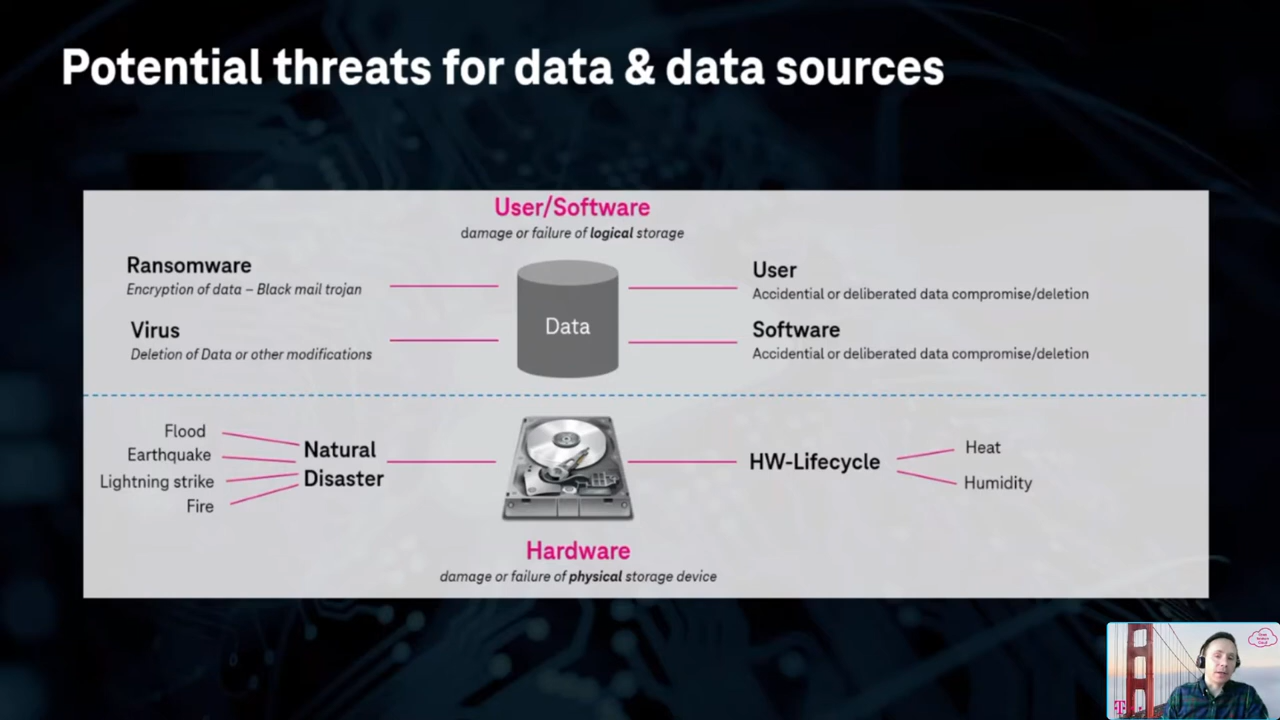 Potential threats for data & data sources
User/Software
damage or failure of logical storage
Ransomware
Encryption of data – Black mail trojan
Virus
Deletion of Data or other modifications
Data
User
Accidential or deliberated data compromise/deletion
Software
Accidential or deliberated data compromise/deletion
Flood
Earthquake
Lightning strike
Fire
Natural
Disaster
HW-Lifecycle
Heat
Humidity
Hardware
damage or failure of physical storage device
T